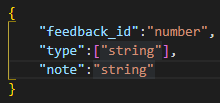 {
"feedback_id":"number",
"type":["string"],
"note":"string"
}